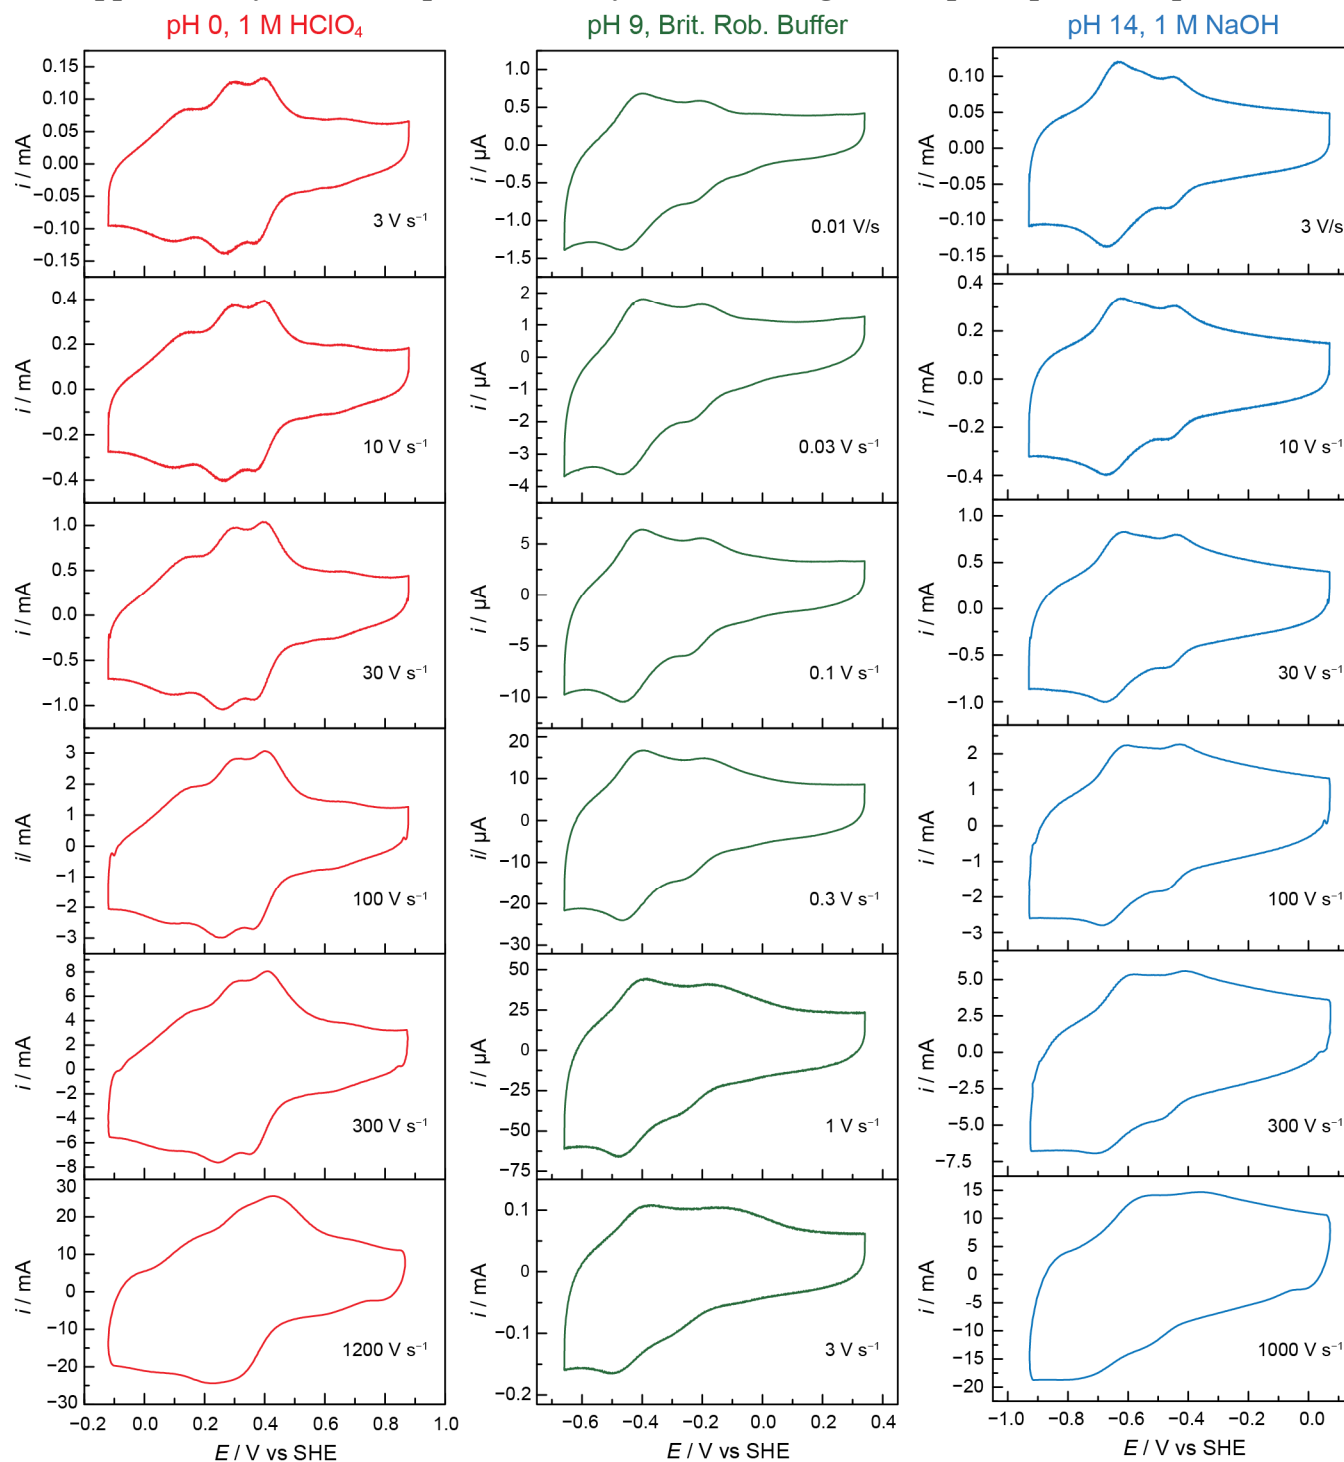 pH 0, 1 M HClO₄
0.15
0.10
0.05
0.00
−0.05
−0.10
−0.15
i / mA
3 V s⁻¹
0.4
0.2
0.0
−0.2
−0.4
i / mA
10 V s⁻¹
1.0
0.5
0.0
−0.5
−1.0
i / mA
30 V s⁻¹
3
2
1
0
−1
−2
−3
i/ mA
100 V s⁻¹
8
6
4
2
0
−2
−4
−6
−8
i / mA
300 V s⁻¹
30
20
10
0
−10
−20
−30
i / mA
1200 V s⁻¹
−0.2 0.0 0.2 0.4 0.6 0.8 1.0
E / V vs SHE
pH 9, Brit. Rob. Buffer
1.0
0.5
0.0
−0.5
−1.0
−1.5
i / µA
0.01 V/s
2
1
0
−1
−2
−3
−4
i / µA
0.03 V s⁻¹
5
0
−5
−10
i / µA
0.1 V s⁻¹
20
10
0
−10
−20
−30
i/ µA
0.3 V s⁻¹
50
25
0
−25
−50
−75
i / µA
1 V s⁻¹
0.1
0
−0.1
−0.2
i / mA
3 V s⁻¹
−0.6 −0.4 −0.2 0.0 0.2 0.4
E / V vs SHE
pH 14, 1 M NaOH
0.10
0.05
0.00
−0.05
−0.10
−0.15
i / mA
3 V/s
0.4
0.2
0.0
−0.2
−0.4
i / mA
10 V s⁻¹
1.0
0.5
0.0
−0.5
−1.0
i / mA
30 V s⁻¹
2
1
0
−1
−2
−3
i / mA
100 V s⁻¹
5.0
2.5
0.0
−2.5
−5.0
−7.5
i / mA
300 V s⁻¹
15
10
5
0
-5
−10
−15
−20
i / mA
1000 V s⁻¹
−1.0 −0.8 −0.6 −0.4 −0.2 0.0
E / V vs SHE